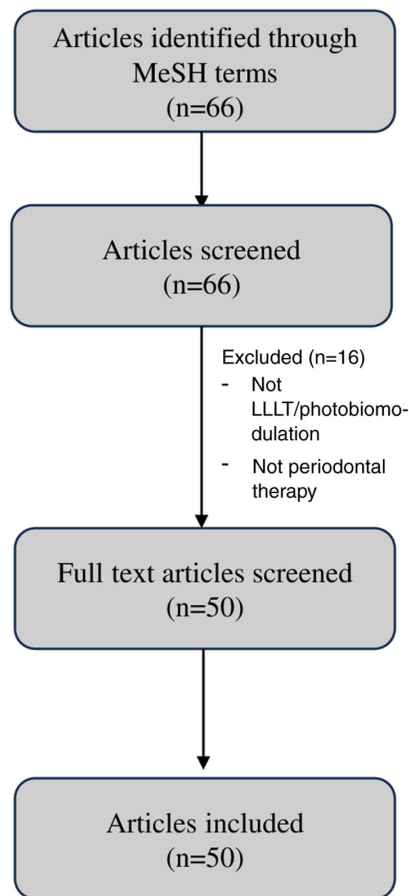 Articles identified through
MeSH terms
(n=66)
Articles screened
(n=66)
Excluded (n=16)
- Not
LLLT/photobiomo-
dulation
- Not periodontal
therapy
Full text articles screened
(n=50)
Articles included
(n=50)